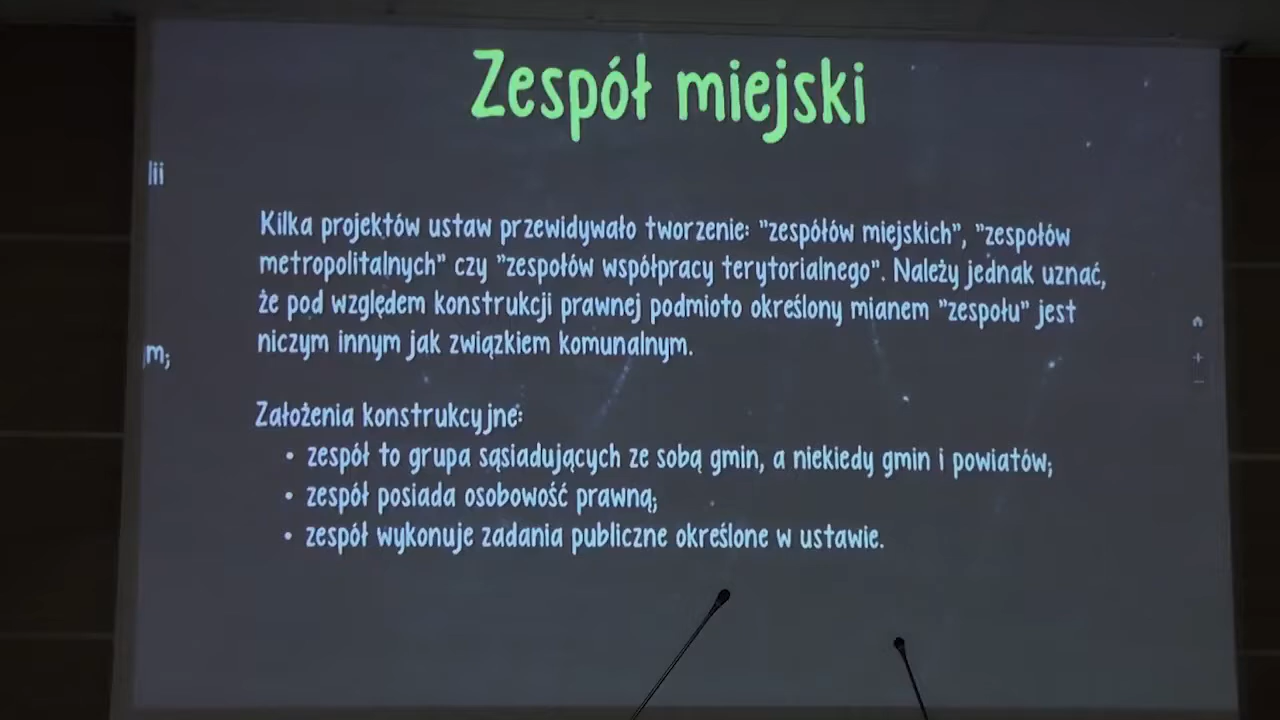 Zespół miejski
lii
Kilka projektów ustaw przewidywało tworzenie: "zespółów miejskich", "zespołów
metropolitalnych" czy "zespołów współpracy terytorialnego". Należy jednak uznać,
że pod względem konstrukcji prawnej podmioto określony mianem "zespołu" jest
m;
niczym innym jak związkiem komunalnym.
Założenia konstrukcyjne:
• zespół to grupa sąsiadujących ze sobą gmin, a niekiedy gmin i powiatów;
• zespół posiada osobowość prawną;
• zespół wykonuje zadania publiczne określone w ustawie.